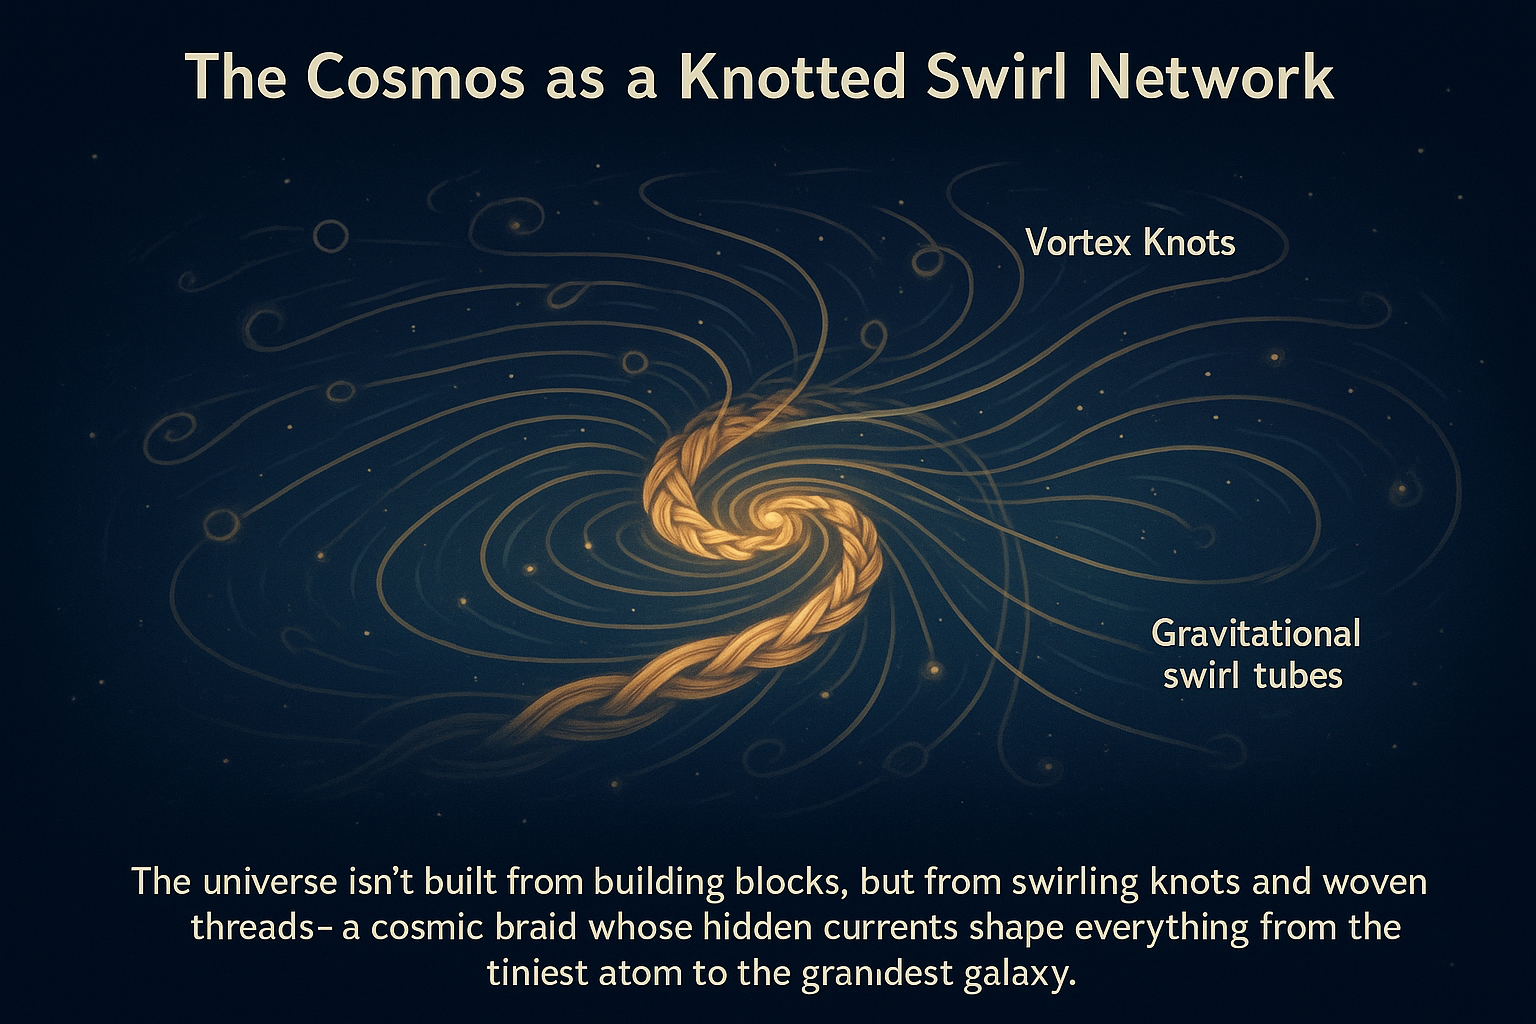 The Cosmos as a Knotted Swirl Network
Vortex Knots
Gravitational
swirl tubes
The universe isn't built from building blocks, but from swirling knots and woven
threads– a cosmic braid whose hidden currents shape everything from the
tiniest atom to the granıdest galaxy.